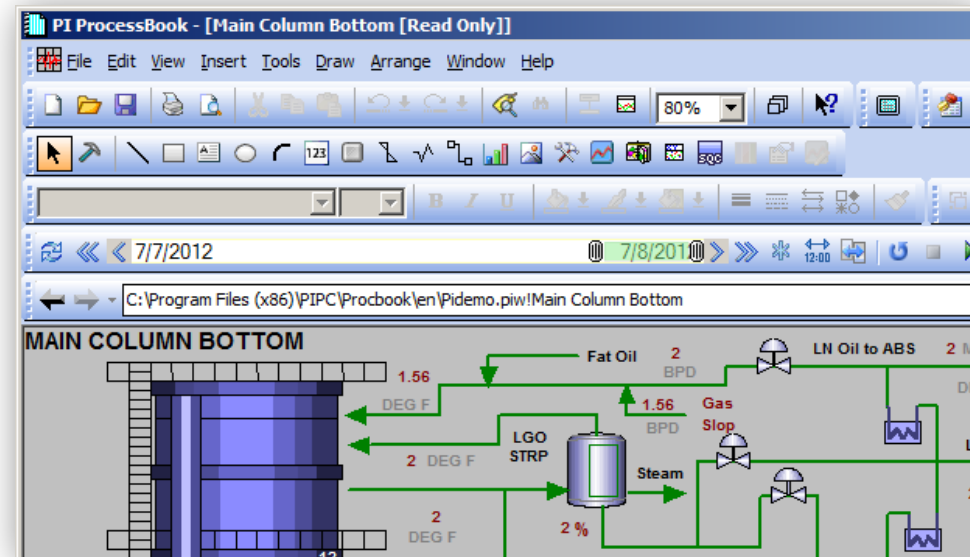 PI ProcessBook - [Main Column Bottom [Read Only]]
File Edit View Insert Tools Draw Arrange Window Help
80%
123
SQC
B I U
7/7/2012
7/8/201
12:00
C:\Program Files (x86)\PIPC\Procbook\en\Pidemo.piw!Main Column Bottom
MAIN COLUMN BOTTOM
Fat Oil 2 LN Oil to ABS 2
BPD
1.56
DEG F
1.56 Gas
BPD Slop
LGO
STRP
2 DEG F
Steam
2
DEG F
2 %